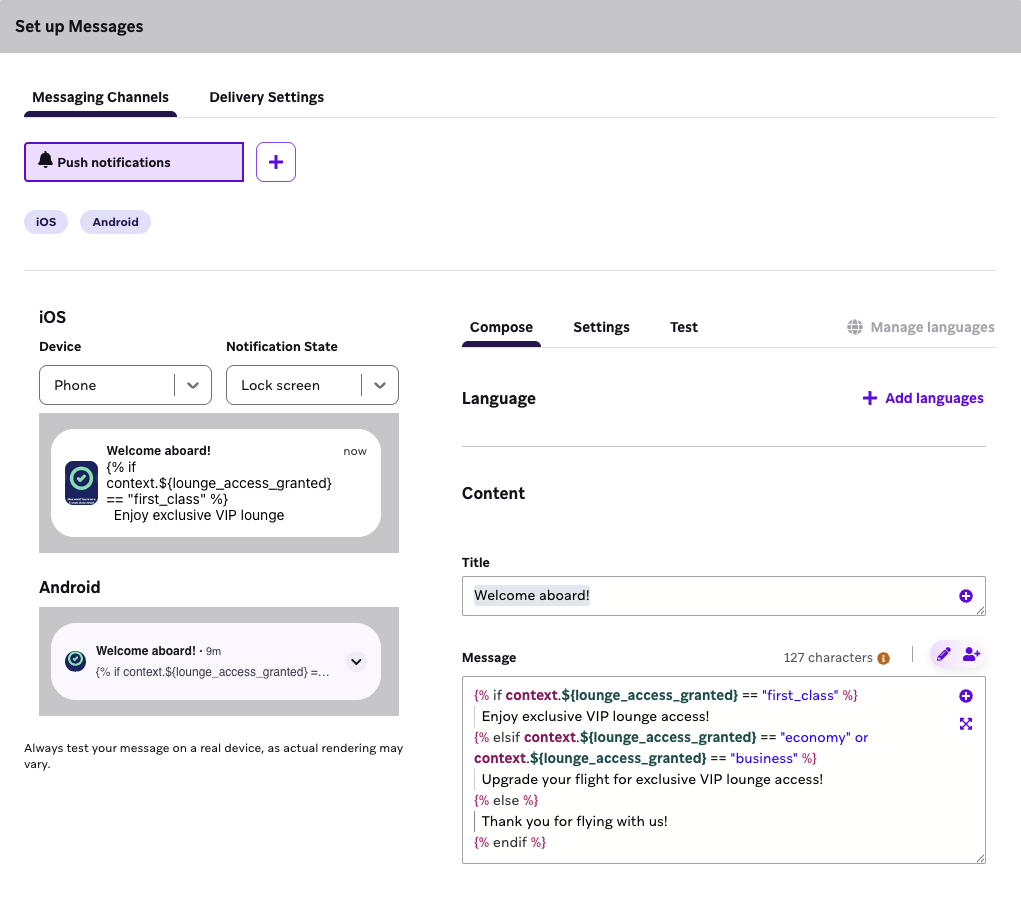 Set up Messages
Messaging Channels
Delivery Settings
Push notifications
iOS
Android
iOS
Device
Notification State
Phone
Lock screen
Welcome aboard!
now
{% if
context.${lounge_access_granted}
== "first_class" %}
Enjoy exclusive VIP lounge
Android
Welcome aboard! · 9m
{% if context.${lounge_access_granted} =...
Always test your message on a real device, as actual rendering may
vary.
Compose
Settings
Test
Manage languages
Language
Add languages
Content
Title
Welcome aboard!
Message
127 characters
{% if context.${lounge_access_granted} == "first_class" %}
Enjoy exclusive VIP lounge access!
{% elsif context.${lounge_access_granted} == "economy" or
context.${lounge_access_granted} == "business" %}
Upgrade your flight for exclusive VIP lounge access!
{% else %}
Thank you for flying with us!
{% endif %}